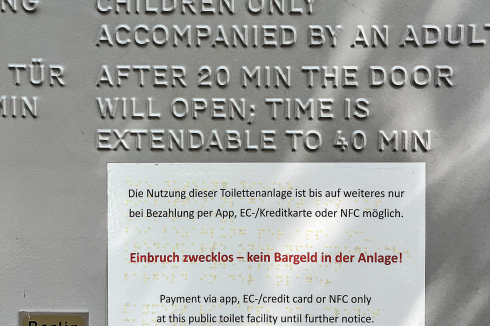 NG CHILDREN ONLY
ACCOMPANIED BY AN ADULT
TÜR AFTER 20 MIN THE DOOR
MIN WILL OPEN; TIME IS
EXTENDABLE TO 40 MIN
Die Nutzung dieser Toilettenanlage ist bis auf weiteres nur
bei Bezahlung per App, EC-/Kreditkarte oder NFC möglich.
Einbruch zwecklos – kein Bargeld in der Anlage!
Payment via app, EC-/credit card or NFC only
at this public toilet facility until further notice.
Berlin